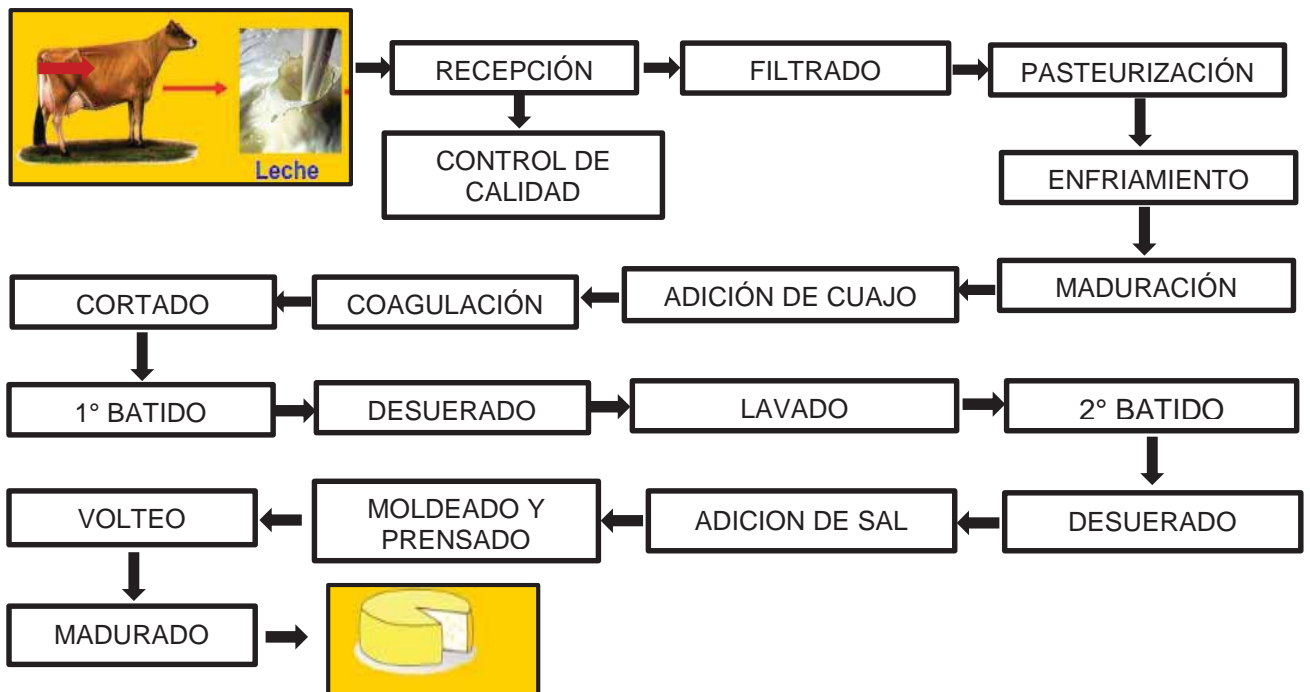 Leche
RECEPCIÓN
FILTRADO
PASTEURIZACIÓN
CONTROL DE
CALIDAD
ENFRIAMIENTO
MADURACIÓN
ADICIÓN DE CUAJO
COAGULACIÓN
CORTADO
1° BATIDO
DESUERADO
LAVADO
2° BATIDO
DESUERADO
ADICION DE SAL
MOLDEADO Y
PRENSADO
VOLTEO
MADURADO